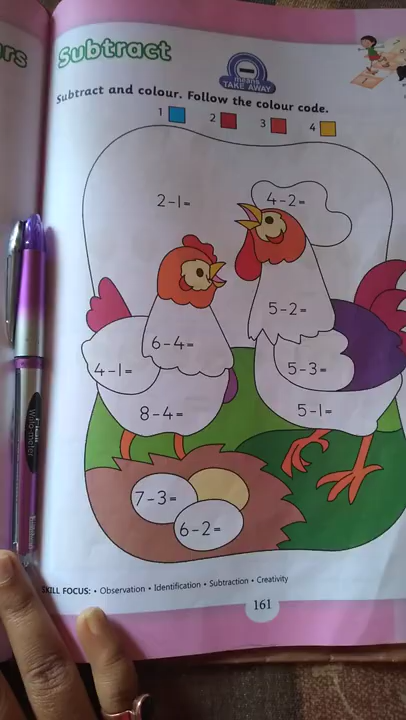 ors
Subtract
means
TAKE AWAY
Subtract and colour. Follow the colour code.
1 2 3 4
2-1=
4-2=
5-2=
6-4=
4-1=
5-3=
8-4=
5-1=
7-3=
6-2=
SKILL FOCUS: • Observation • Identification • Subtraction • Creativity
161